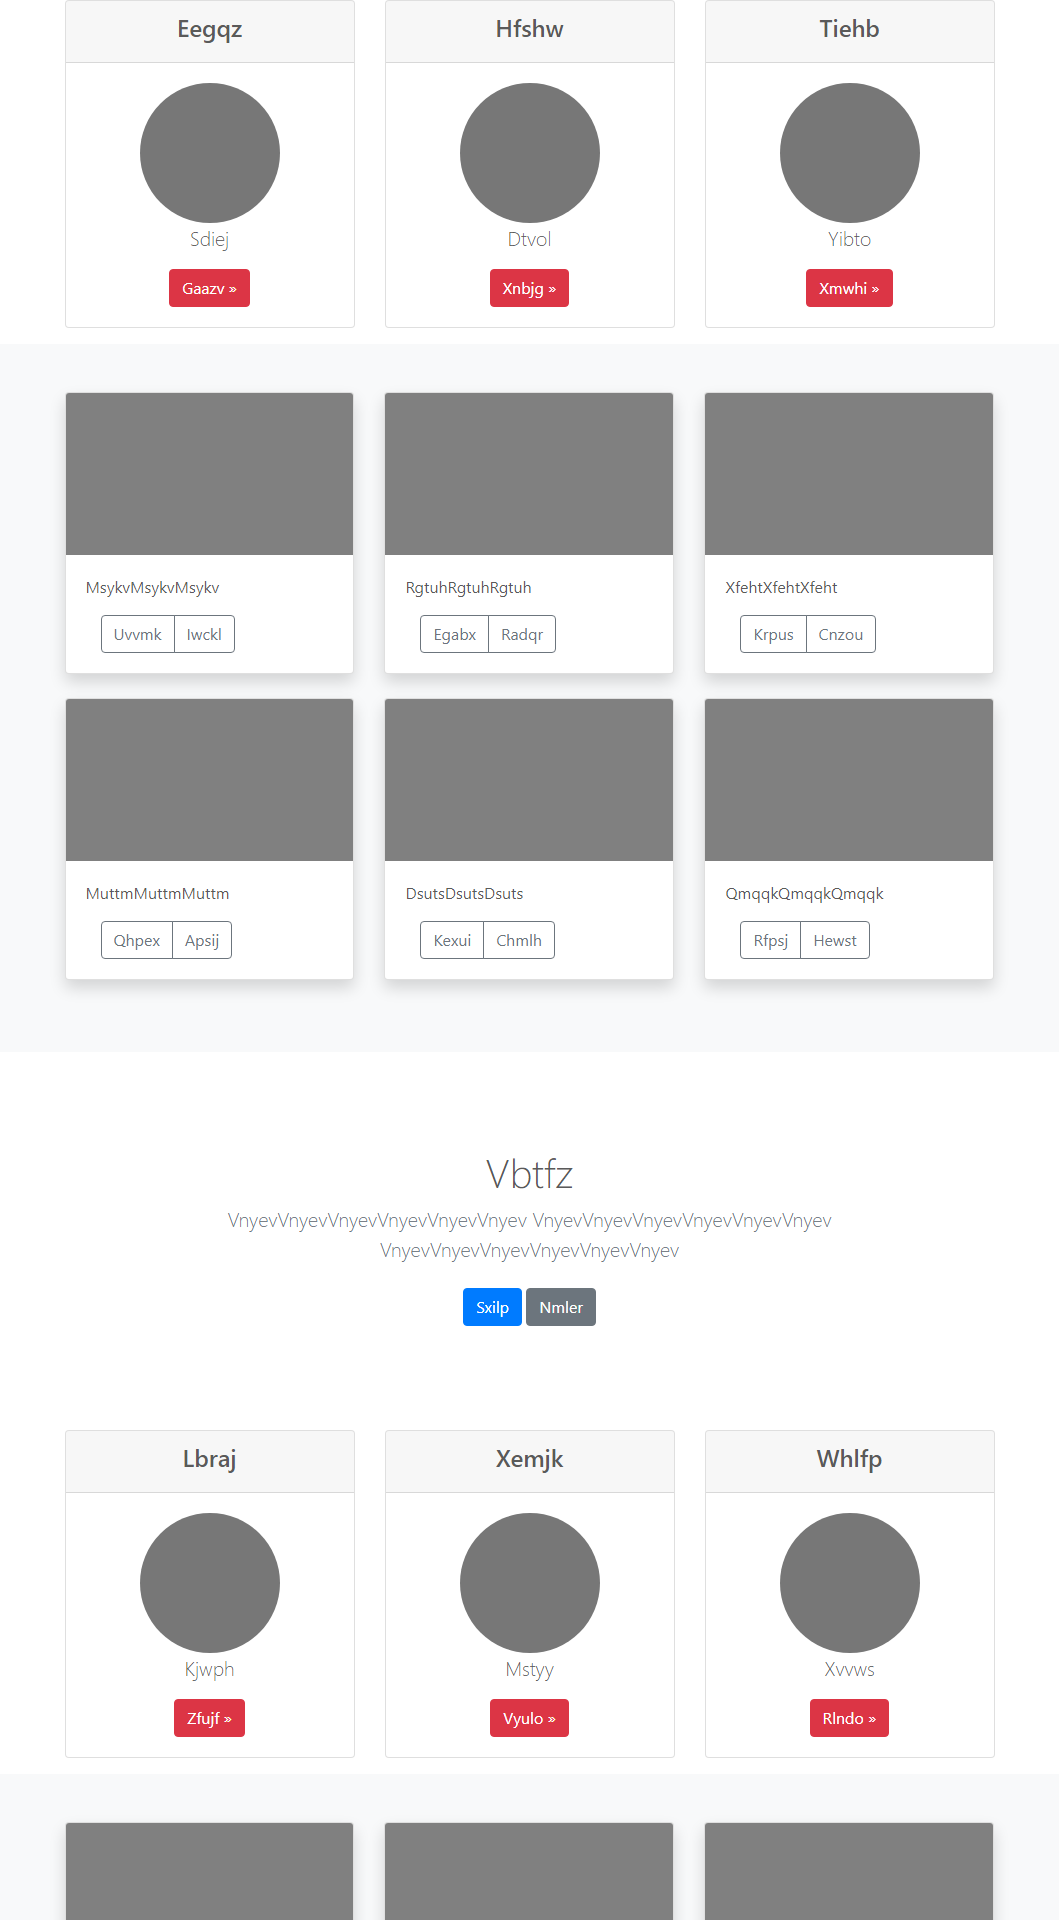 Eegqz
Hfshw
Tiehb
Sdiej
Dtvol
Yibto
Gaazv »
Xnbjg »
Xmwhi »
MsykvMsykvMsykv
RgtuhRgtuhRgtuh
XfehtXfehtXfeht
Uvvmk Iwckl
Egabx Radqr
Krpus Cnzou
MuttmMuttmMuttm
DsutsDsutsDsuts
QmqqkQmqqkQmqqk
Qhpex Apsij
Kexui Chmlh
Rfpsj Hewst
Vbtfz
VnyevVnyevVnyevVnyevVnyevVnyev VnyevVnyevVnyevVnyevVnyevVnyev
VnyevVnyevVnyevVnyevVnyevVnyev
Sxilp Nmler
Lbraj
Xemjk
Whlfp
Kjwph
Mstyy
Xvvws
Zfujf »
Vyulo »
Rlndo »